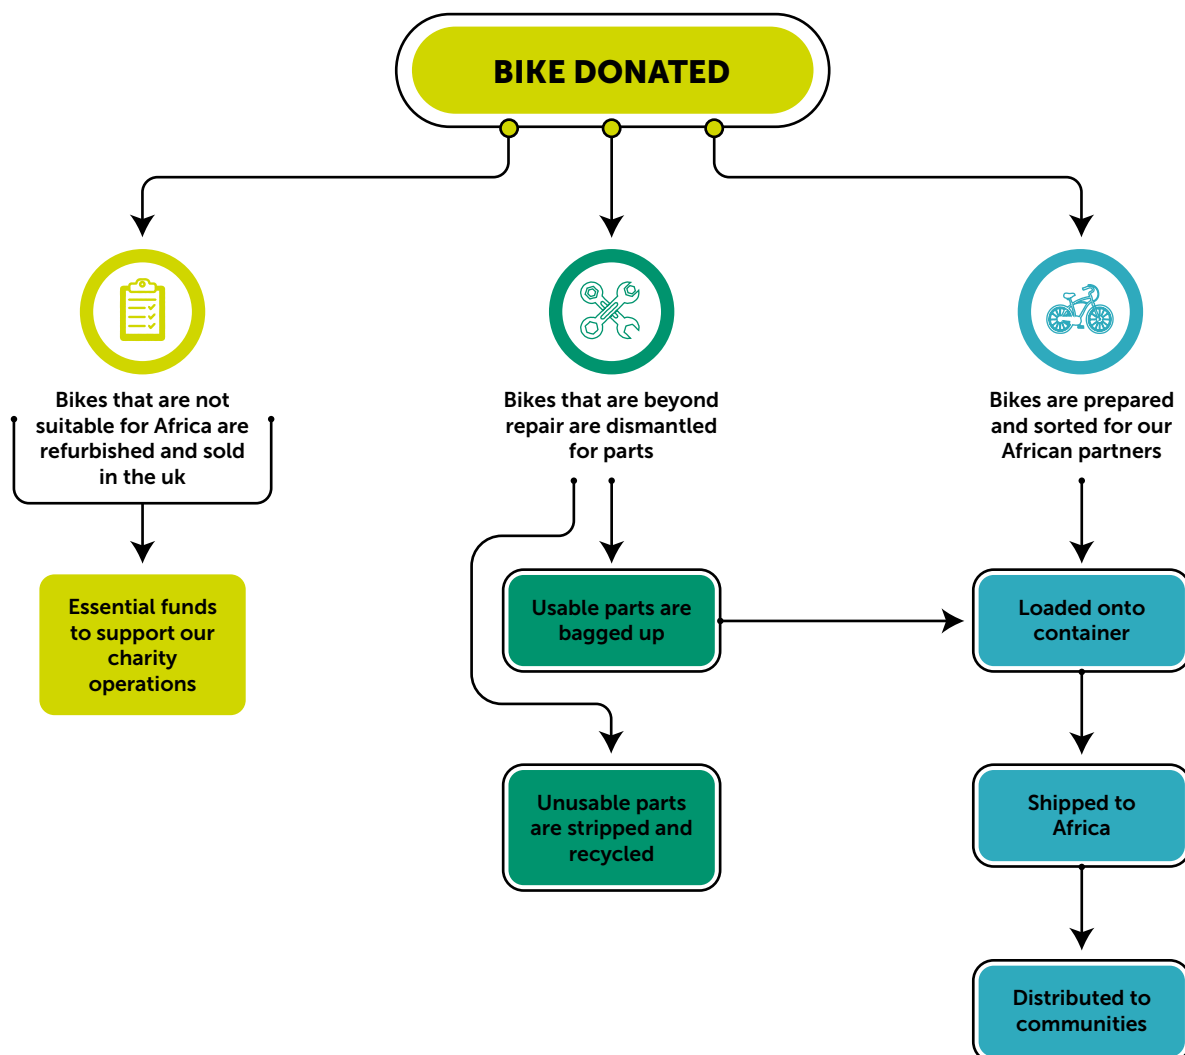 BIKE DONATED
Bikes that are not
suitable for Africa are
refurbished and sold
in the uk
Bikes that are beyond
repair are dismantled
for parts
Bikes are prepared
and sorted for our
African partners
Essential funds
to support our
charity
operations
Usable parts are
bagged up
Loaded onto
container
Unusable parts
are stripped and
recycled
Shipped to
Africa
Distributed to
communities